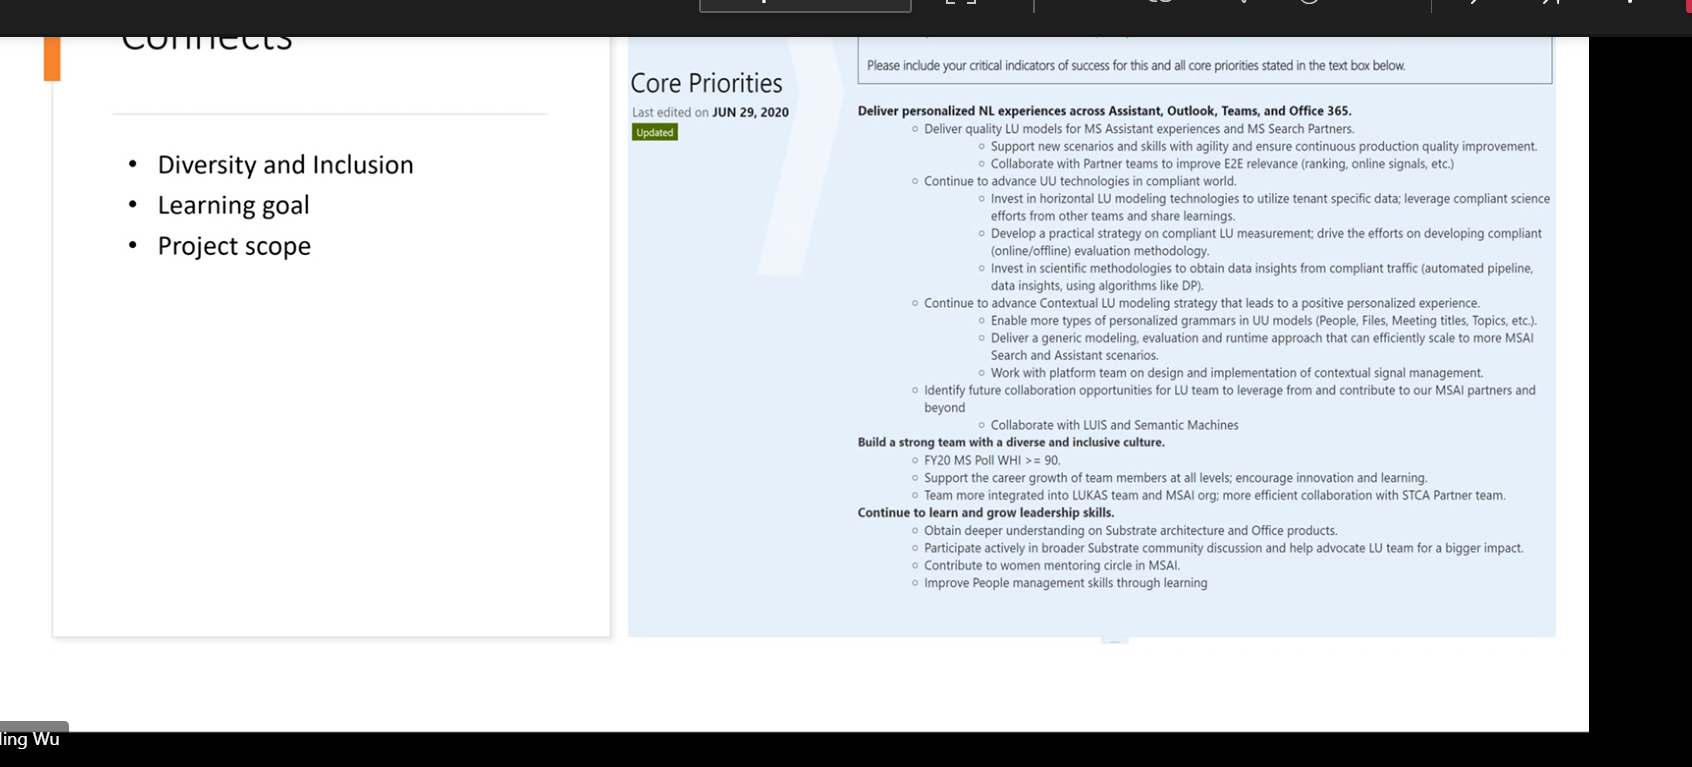 Connects
• Diversity and Inclusion
• Learning goal
• Project scope
Core Priorities
Last edited on JUN 29, 2020
Updated
Please include your critical indicators of success for this and all core priorities stated in the text box below.
Deliver personalized NL experiences across Assistant, Outlook, Teams, and Office 365.
○ Deliver quality LU models for MS Assistant experiences and MS Search Partners.
○ Support new scenarios and skills with agility and ensure continuous production quality improvement.
○ Collaborate with Partner teams to improve E2E relevance (ranking, online signals, etc.)
○ Continue to advance UU technologies in compliant world.
○ Invest in horizontal LU modeling technologies to utilize tenant specific data; leverage compliant science
efforts from other teams and share learnings.
○ Develop a practical strategy on compliant LU measurement; drive the efforts on developing compliant
(online/offline) evaluation methodology.
○ Invest in scientific methodologies to obtain data insights from compliant traffic (automated pipeline,
data insights, using algorithms like DP).
○ Continue to advance Contextual LU modeling strategy that leads to a positive personalized experience.
○ Enable more types of personalized grammars in UU models (People, Files, Meeting titles, Topics, etc.).
○ Deliver a generic modeling, evaluation and runtime approach that can efficiently scale to more MSAI
Search and Assistant scenarios.
○ Work with platform team on design and implementation of contextual signal management.
○ Identify future collaboration opportunities for LU team to leverage from and contribute to our MSAI partners and
beyond
○ Collaborate with LUIS and Semantic Machines
Build a strong team with a diverse and inclusive culture.
○ FY20 MS Poll WHI >= 90.
○ Support the career growth of team members at all levels; encourage innovation and learning.
○ Team more integrated into LUKAS team and MSAI org; more efficient collaboration with STCA Partner team.
Continue to learn and grow leadership skills.
○ Obtain deeper understanding on Substrate architecture and Office products.
○ Participate actively in broader Substrate community discussion and help advocate LU team for a bigger impact.
○ Contribute to women mentoring circle in MSAI.
○ Improve People management skills through learning
ling Wu